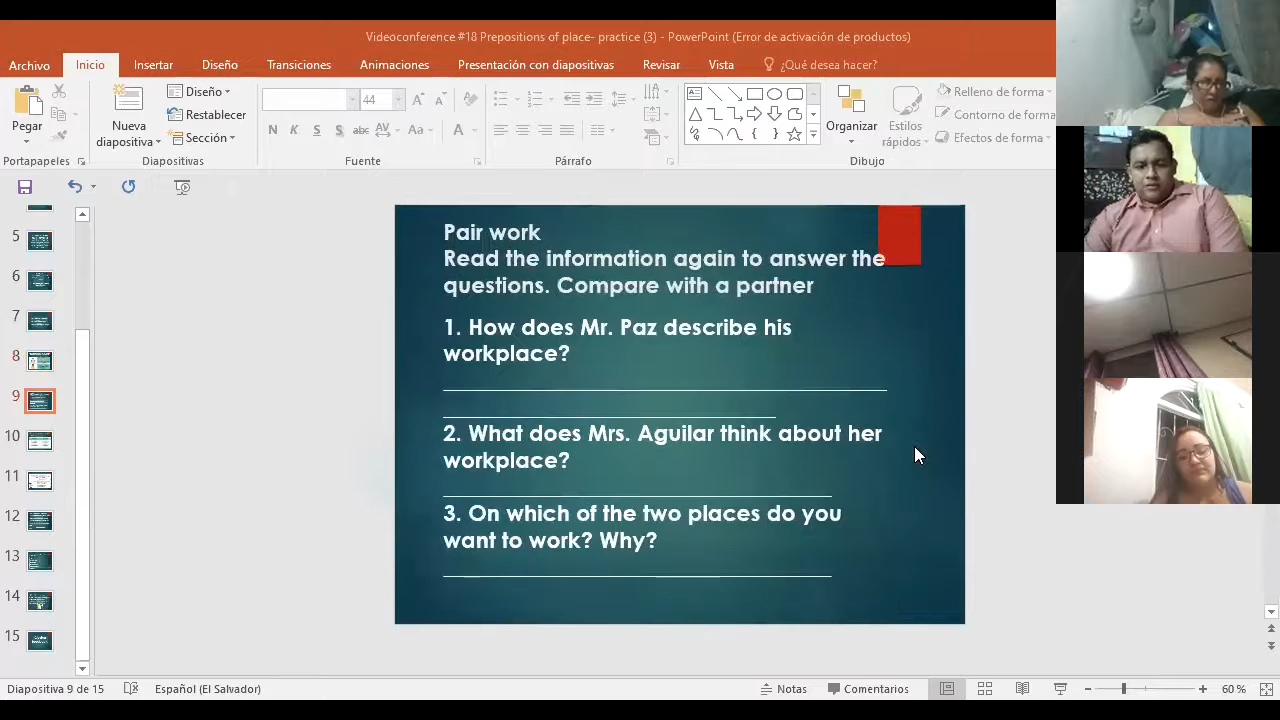 Videoconference #18 Prepositions of place- practice (3) - PowerPoint (Error de activación de productos)
Archivo Inicio Insertar Diseño Transiciones Animaciones Presentación con diapositivas Revisar Vista ¿Qué desea hacer?
Pegar
Nueva diapositiva
Diseño
Restablecer
Sección
44
N K S S abc AV Aa A
Organizar
Estilos rápidos
Relleno de forma
Contorno de forma
Efectos de forma
Portapapeles Diapositivas Fuente Párrafo Dibujo
5
6
7
8
9
10
11
12
13
14
15
Pair work
Read the information again to answer the
questions. Compare with a partner
1. How does Mr. Paz describe his
workplace?
2. What does Mrs. Aguilar think about her
workplace?
3. On which of the two places do you
want to work? Why?
Diapositiva 9 de 15 Español (El Salvador) Notas Comentarios 60 %